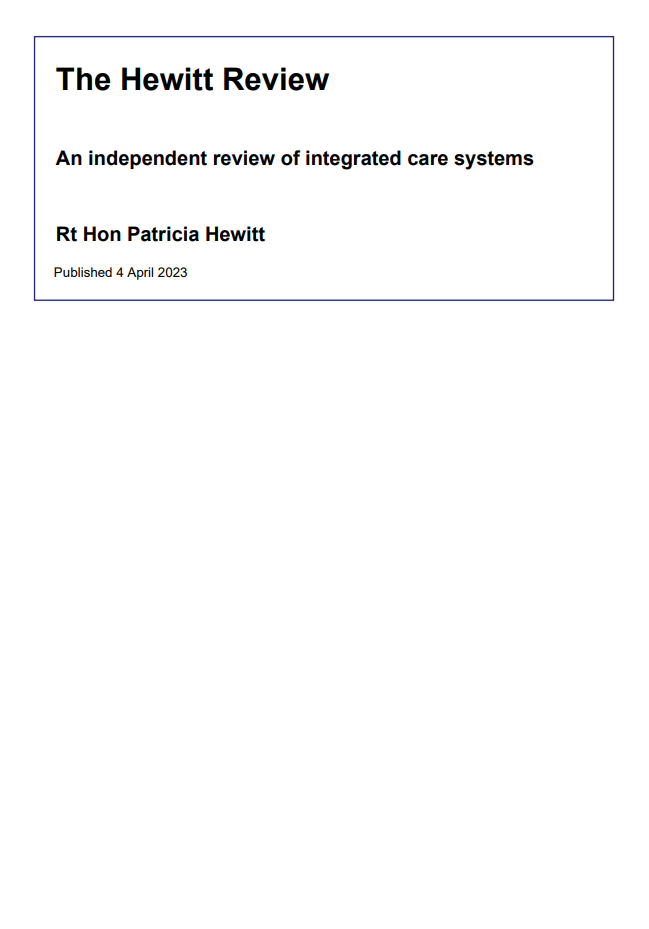 The Hewitt Review
An independent review of integrated care systems
Rt Hon Patricia Hewitt
Published 4 April 2023